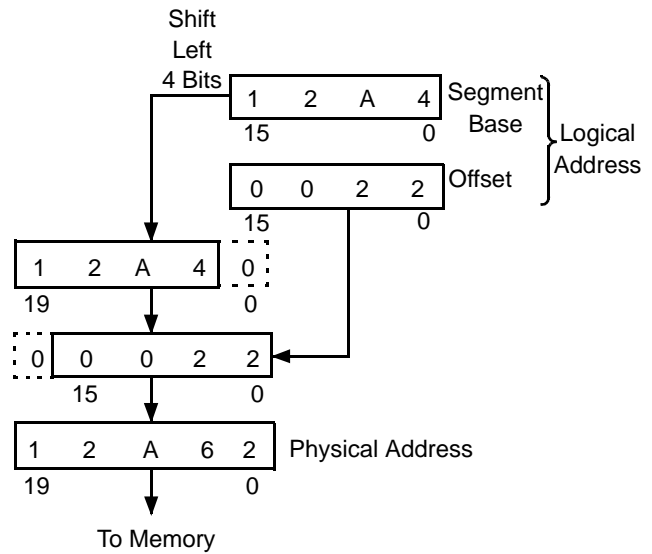 Shift
Left
4 Bits
1 2 A 4
Segment
Base
15 0
Logical
Address
0 0 2 2
Offset
15 0
1 2 A 4 0
19 0
0 0 0 2 2
15 0
1 2 A 6 2
Physical Address
19 0
To Memory